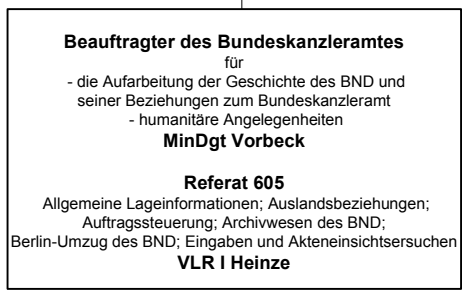 Beauftragter des Bundeskanzleramtes
für
- die Aufarbeitung der Geschichte des BND und
seiner Beziehungen zum Bundeskanzleramt
- humanitäre Angelegenheiten
MinDgt Vorbeck
Referat 605
Allgemeine Lageinformationen; Auslandsbeziehungen;
Auftragssteuerung; Archivwesen des BND;
Berlin-Umzug des BND; Eingaben und Akteneinsichtsersuchen
VLR I Heinze